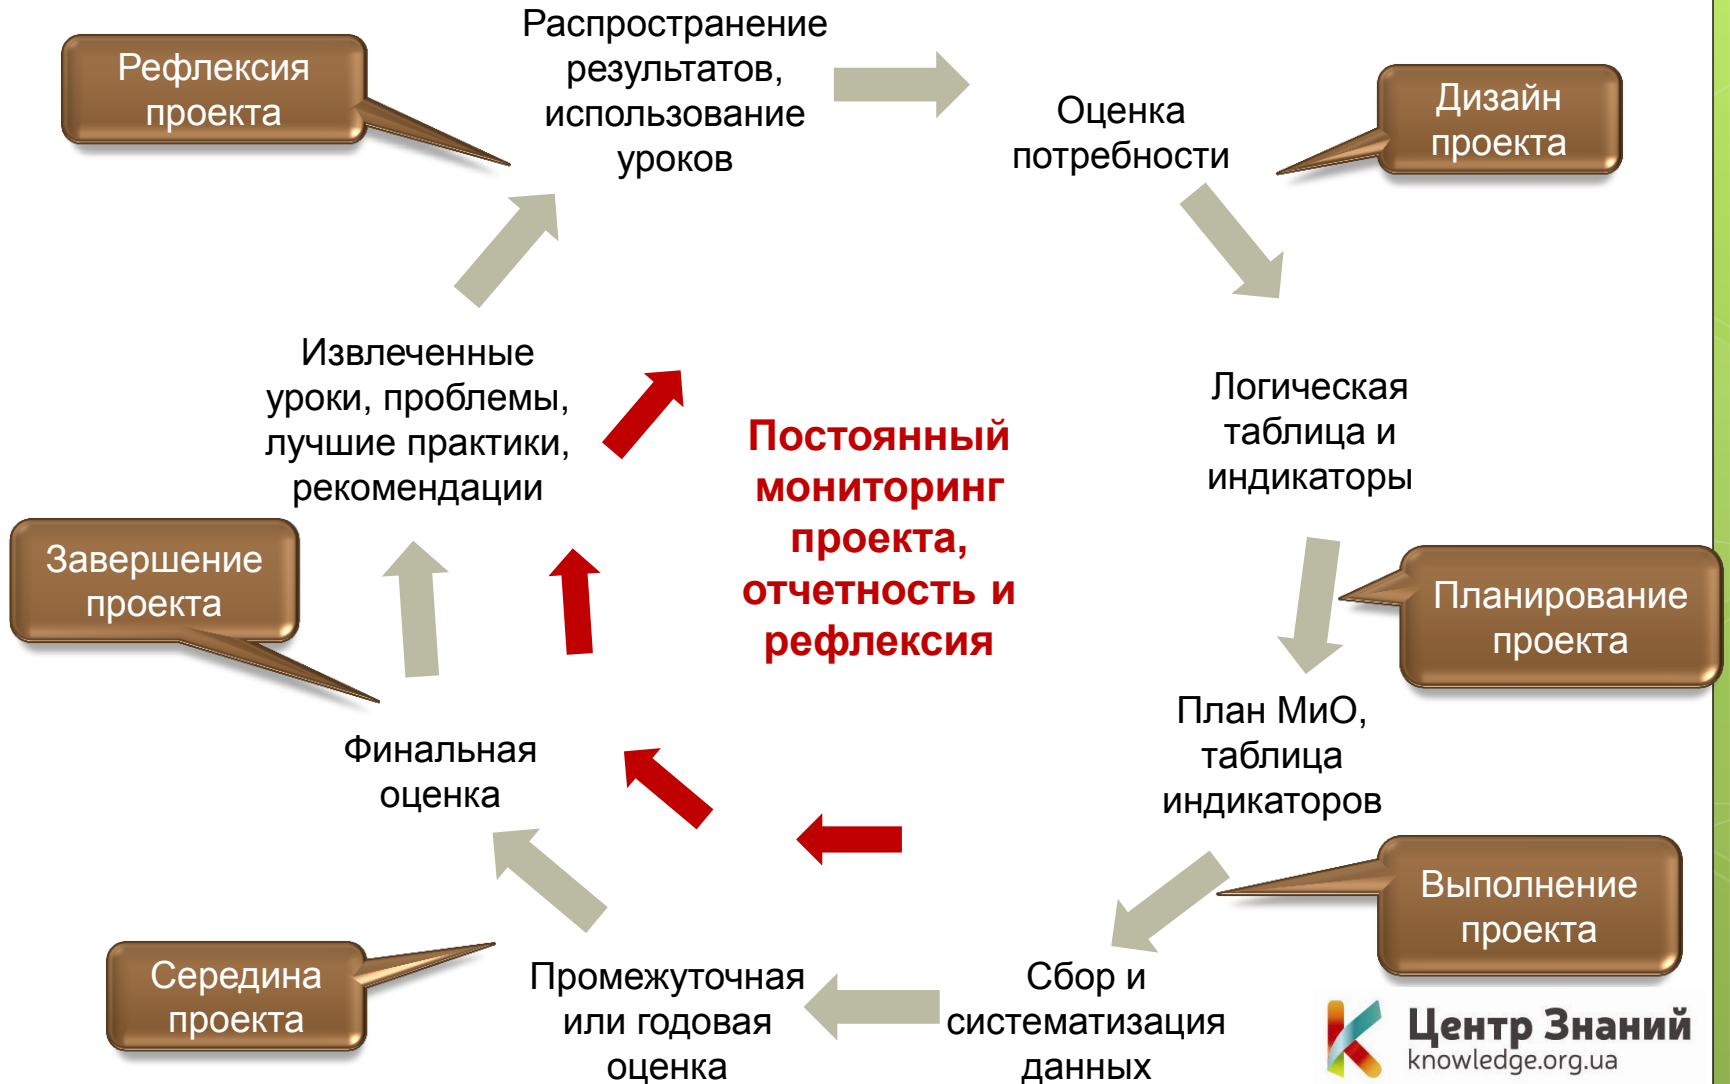 Распространение
результатов,
использование
уроков
Рефлексия
проекта
Оценка
потребности
Дизайн
проекта
Извлеченные
уроки, проблемы,
лучшие практики,
рекомендации
Логическая
таблица и
индикаторы
Постоянный
мониторинг
проекта,
отчетность и
рефлексия
Завершение
проекта
Планирование
проекта
Финальная
оценка
План МиО,
таблица
индикаторов
Выполнение
проекта
Середина
проекта
Промежуточная
или годовая
оценка
Сбор и
систематизация
данных
Центр Знаний
knowledge.org.ua